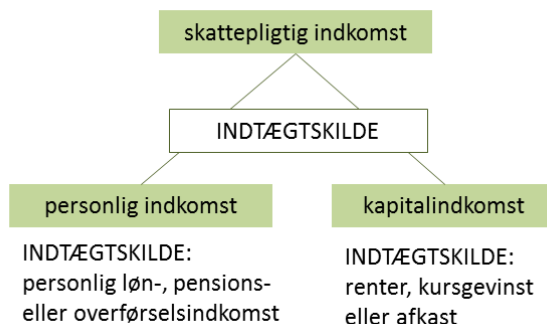 skattepligtig indkomst
INDTÆGTSKILDE
personlig indkomst
kapitalindkomst
INDTÆGTSKILDE:
personlig løn-, pensions-
eller overførselsindkomst
INDTÆGTSKILDE:
renter, kursgevinst
eller afkast